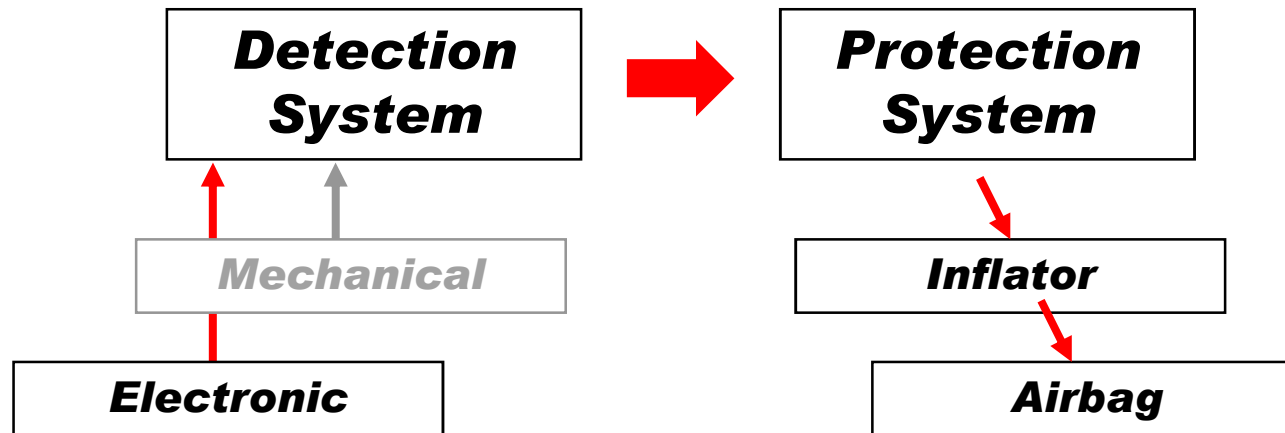 Detection
System
Protection
System
Mechanical
Inflator
Electronic
Airbag